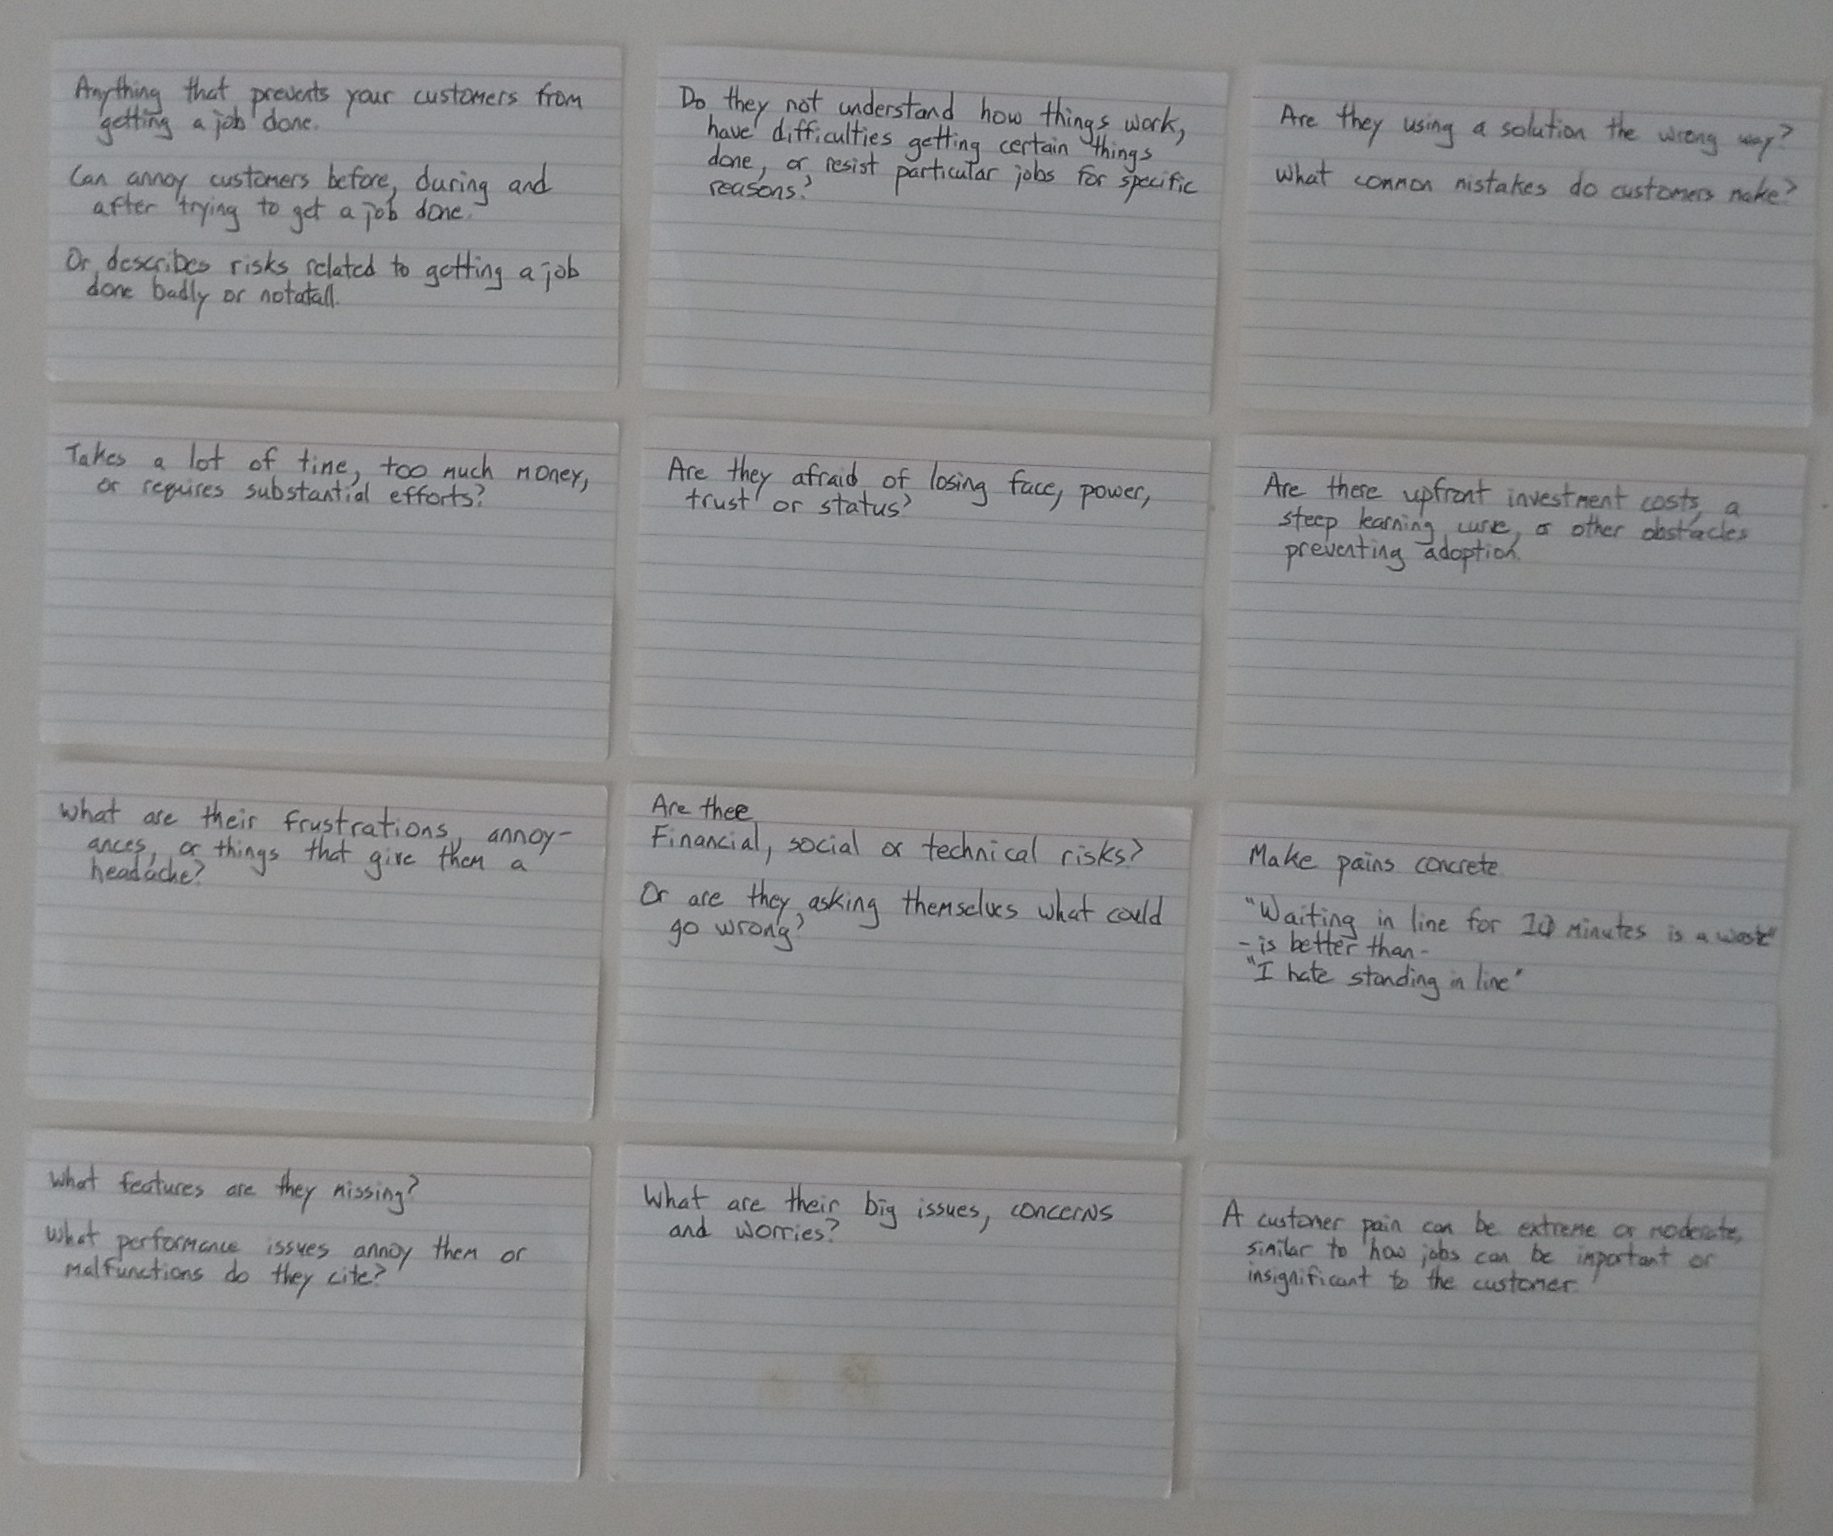 Anything that prevents your customers from
getting a job done.
Can annoy customers before, during and
after trying to get a job done.
Or describes risks related to getting a job
done badly or notatall.
Do they not understand how things work,
have difficulties getting certain things
done, or resist particular jobs for specific
reasons?
Are they using a solution the wrong way?
What common mistakes do customers make?
Takes a lot of time, too much money,
or requires substantial efforts?
Are they afraid of losing face, power,
trust or status?
Are there upfront investment costs, a
steep learning curve, or other obstacles
preventing adoption.
What are their frustrations, annoy-
ances, or things that give them a
headache?
Are thee
Financial, social or technical risks?
Or are they asking themselves what could
go wrong?
Make pains concrete
"Waiting in line for 10 minutes is a waste"
- is better than -
"I hate standing in line"
What features are they missing?
What performance issues annoy them or
malfunctions do they cite?
What are their big issues, concerns
and worries?
A customer pain can be extreme or moderate,
similar to how jobs can be important or
insignificant to the customer.